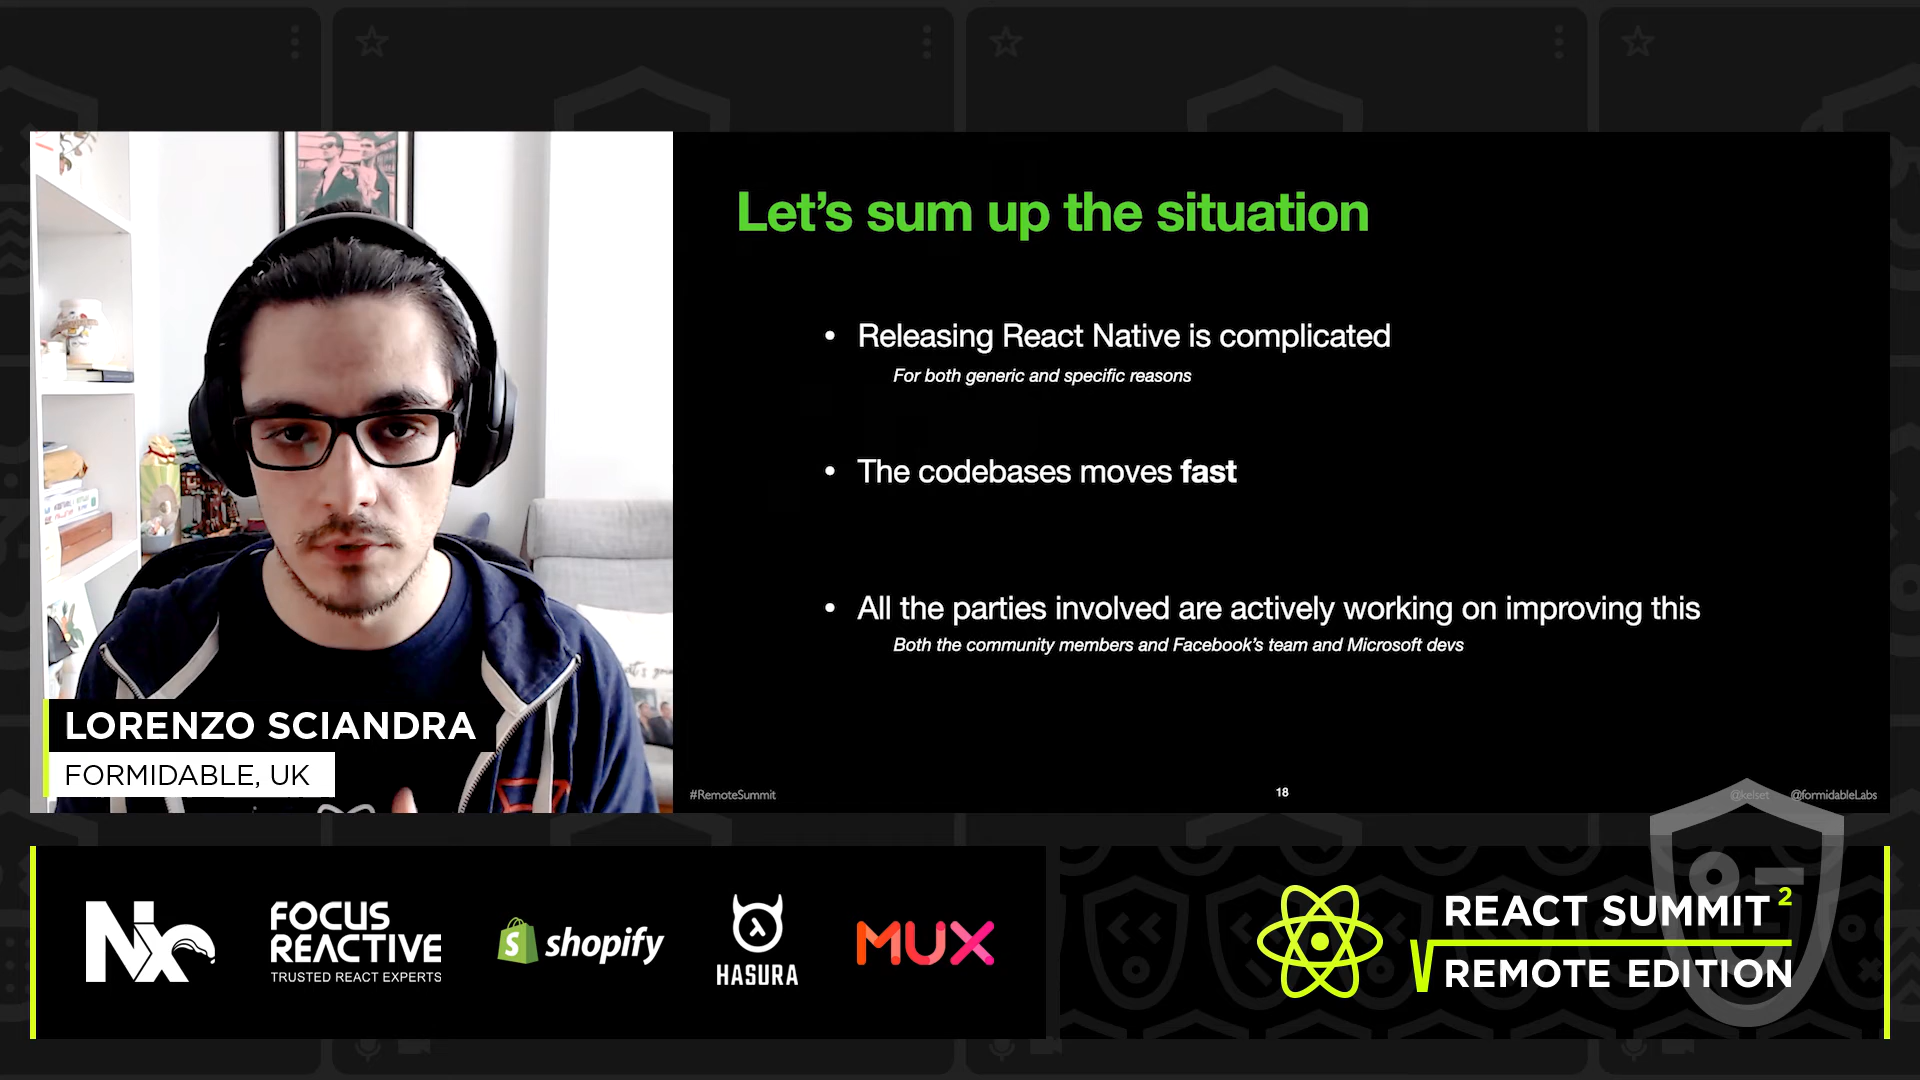 Let's sum up the situation
• Releasing React Native is complicated
For both generic and specific reasons
• The codebases moves fast
• All the parties involved are actively working on improving this
Both the community members and Facebook's team and Microsoft devs
#RemoteSummit
18
@kelset
@formidableLabs
LORENZO SCIANDRA
FORMIDABLE, UK
Nx
FOCUS
REACTIVE
TRUSTED REACT EXPERTS
shopify
HASURA
MUX
REACT SUMMIT²
REMOTE EDITION